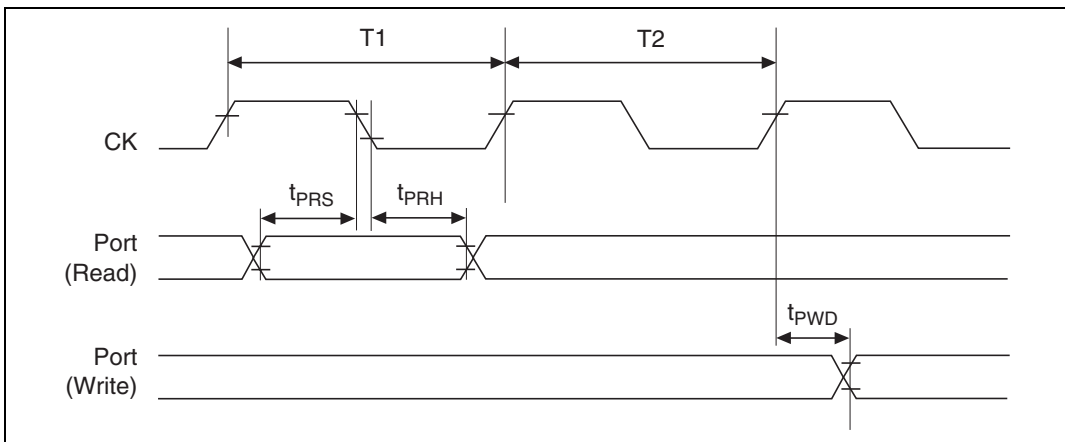 T1
T2
CK
tPRS
tPRH
Port
(Read)
tPWD
Port
(Write)